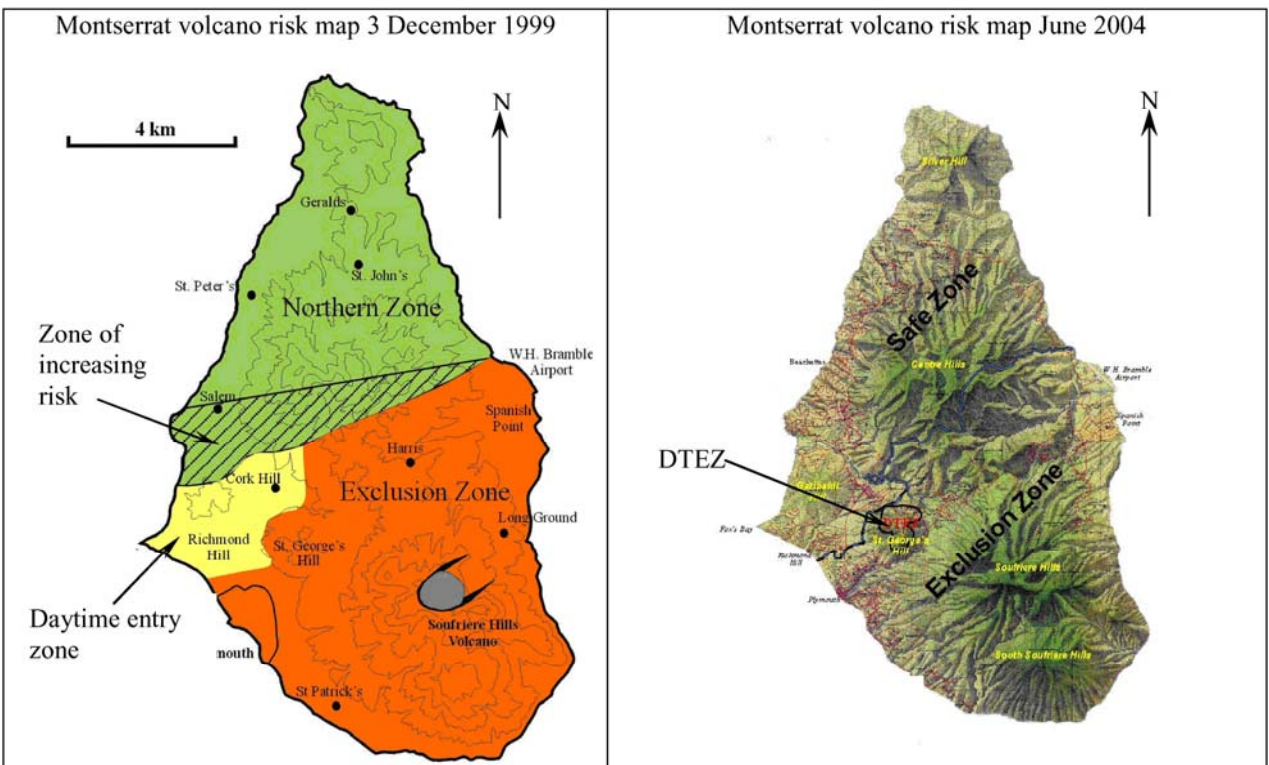 Montserrat volcano risk map 3 December 1999
4 km
N
Geralds
St. John's
St. Peter's
Northern Zone
Zone of
increasing
risk
W.H. Bramble
Airport
Salem
Spanish
Point
Harris
Cork Hill
Exclusion Zone
Long Ground
Richmond
Hill
St. George's
Hill
Daytime entry
zone
Soufriere Hills
Volcano
mouth
St Patrick's
Montserrat volcano risk map June 2004
N
Silver Hill
Safe Zone
Centre Hills
W.H. Bramble
Airport
Spanish
Point
DTEZ
Fox's Bay
DTEZ
St. George's
Hill
Richmond
Hill
Exclusion Zone
Soufriere Hills
Plymouth
South Soufriere Hills